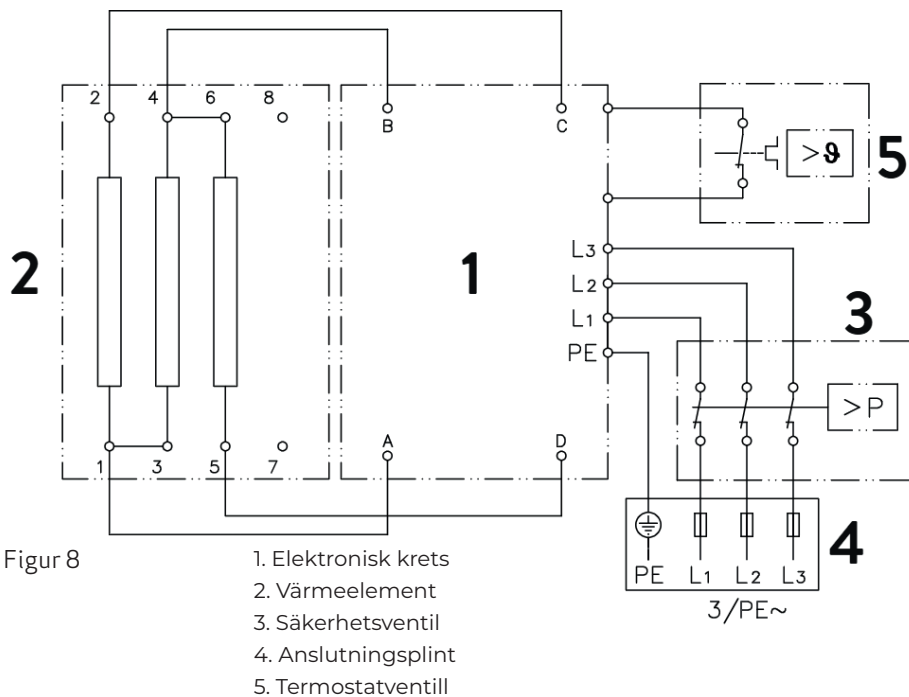 2 4 6 8
B C
>ϑ 5
2 1
L3
L2
L1
PE
3
>P
1 3 5 7
A D
4
PE L1 L2 L3
3/PE~
Figur 8
1. Elektronisk krets
2. Värmeelement
3. Säkerhetsventil
4. Anslutningsplint
5. Termostatventill